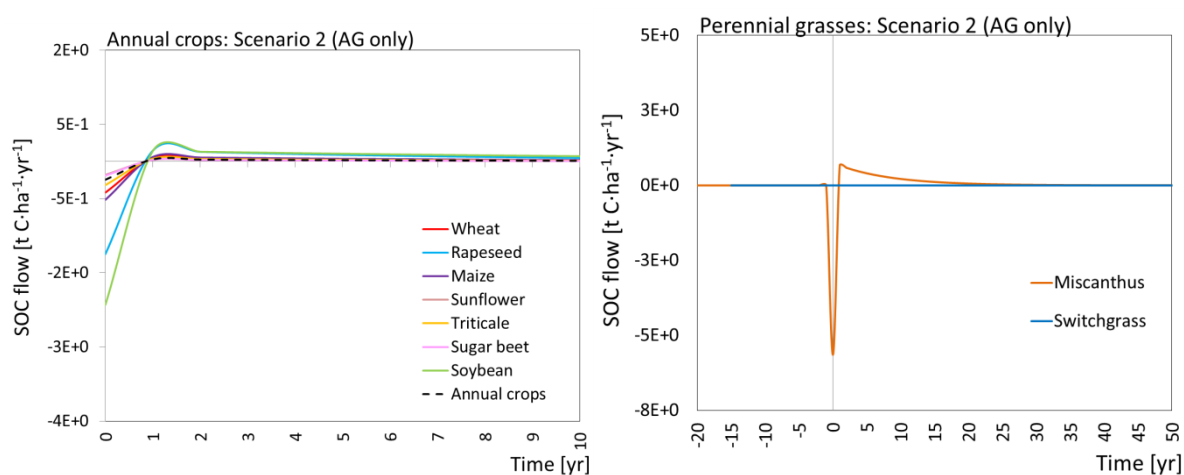 Annual crops: Scenario 2 (AG only)
2E+0
5E-1
-5E-1
-2E+0
-3E+0
-4E+0
SOC flow [t C·ha⁻¹·yr⁻¹]
Wheat
Rapeseed
Maize
Sunflower
Triticale
Sugar beet
Soybean
Annual crops
0 1 2 3 4 5 6 7 8 9 10
Time [yr]
Perennial grasses: Scenario 2 (AG only)
5E+0
3E+0
0E+0
-3E+0
-5E+0
-8E+0
SOC flow [t C·ha⁻¹·yr⁻¹]
Miscanthus
Switchgrass
-20 -15 -10 -5 0 5 10 15 20 25 30 35 40 45 50
Time [yr]